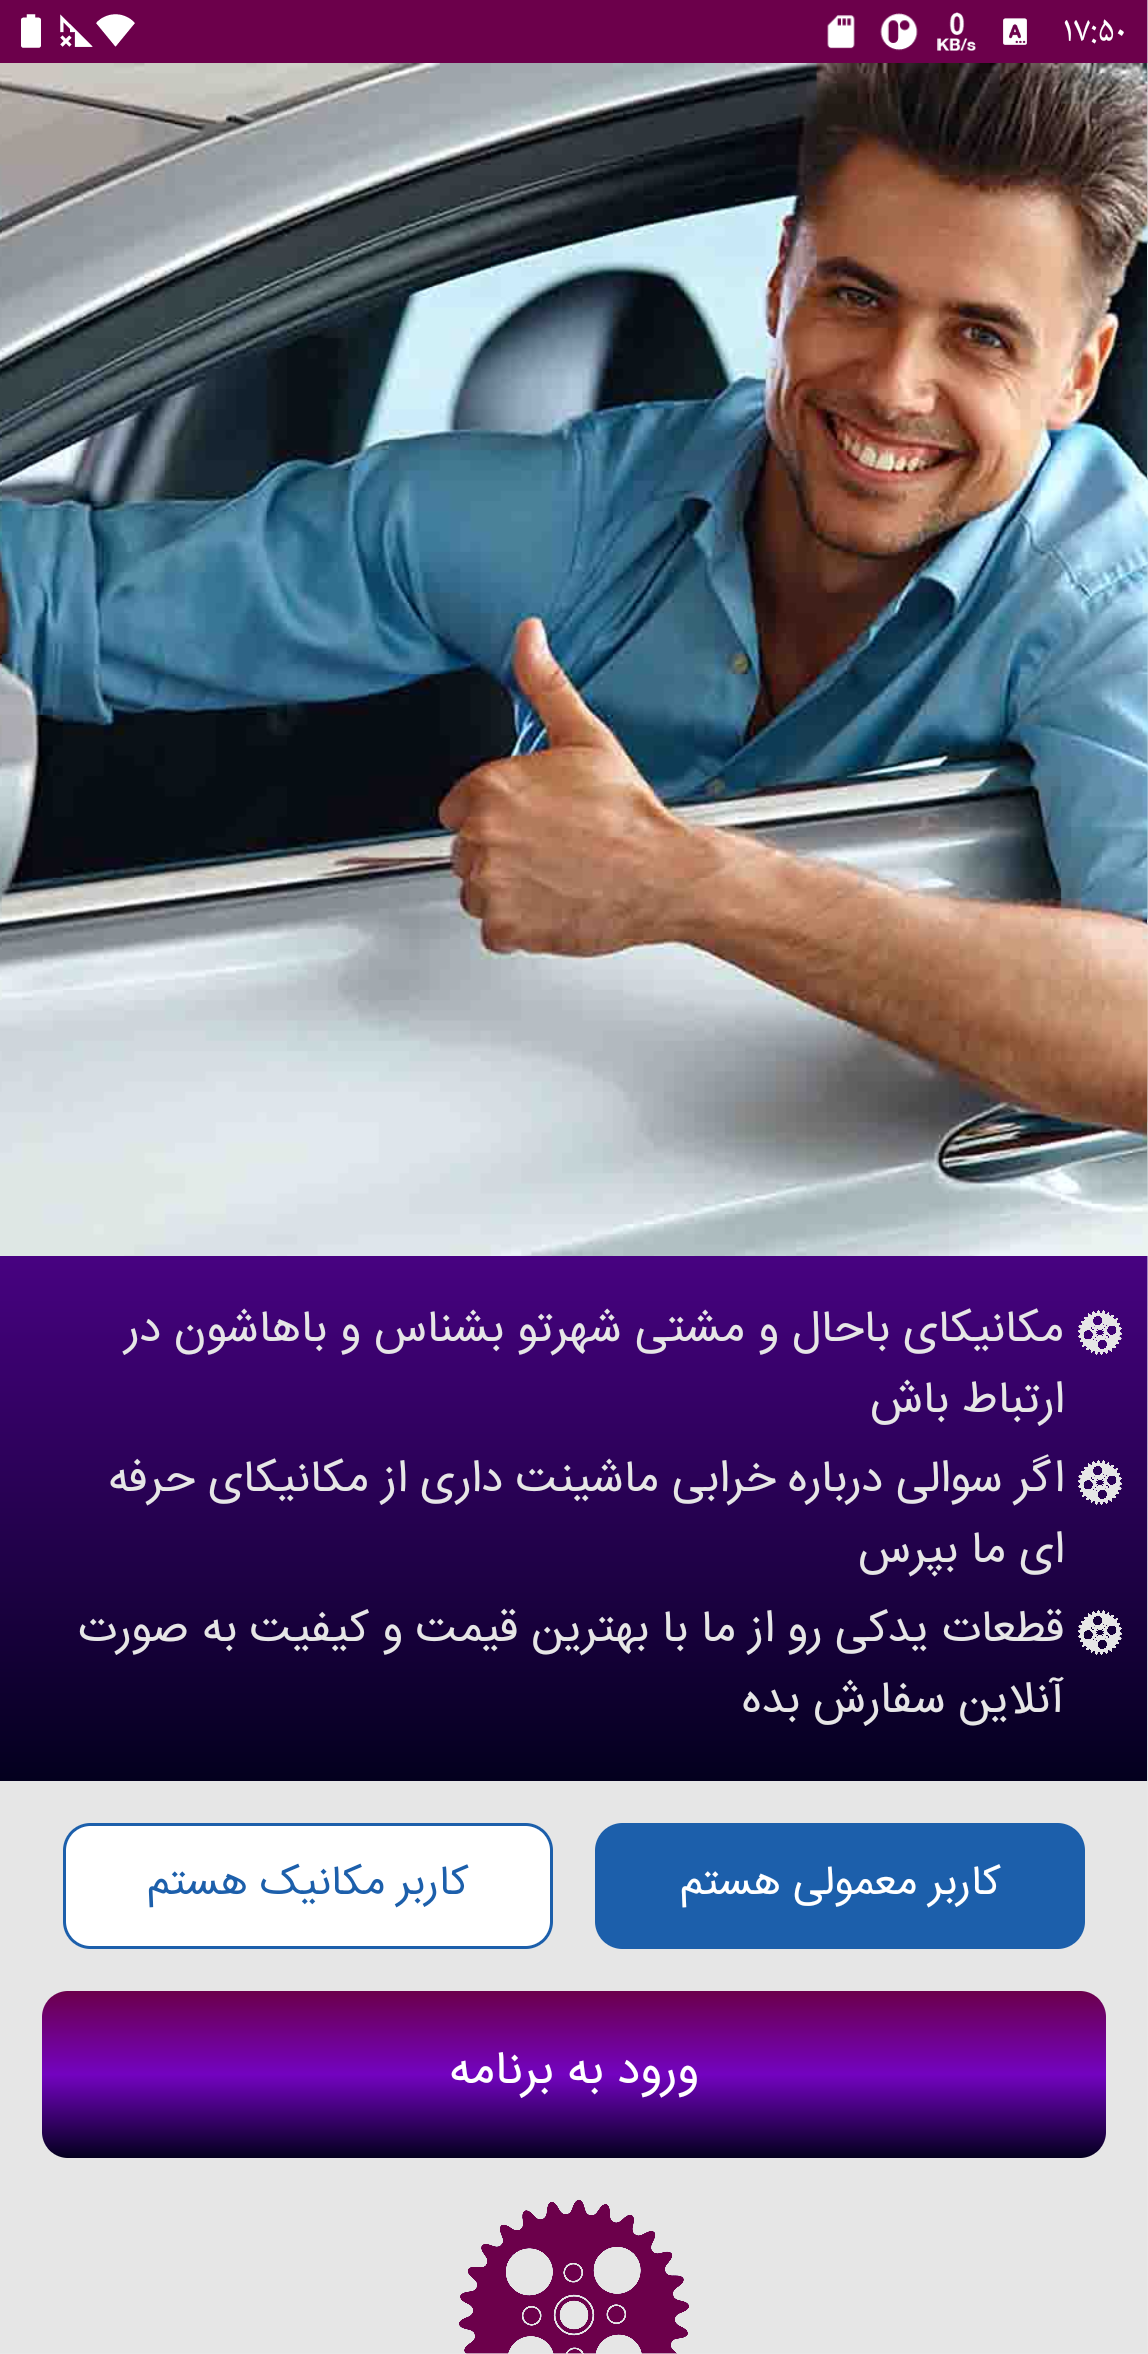 ۱۷:۵۰
A
0
KB/s
مکانیکای باحال و مشتی شهرتو بشناس و باهاشون در
ارتباط باش
اگر سوالی درباره خرابی ماشینت داری از مکانیکای حرفه
ای ما بپرس
قطعات یدکی رو از ما با بهترین قیمت و کیفیت به صورت
آنلاین سفارش بده
کاربر معمولی هستم
کاربر مکانیک هستم
ورود به برنامه